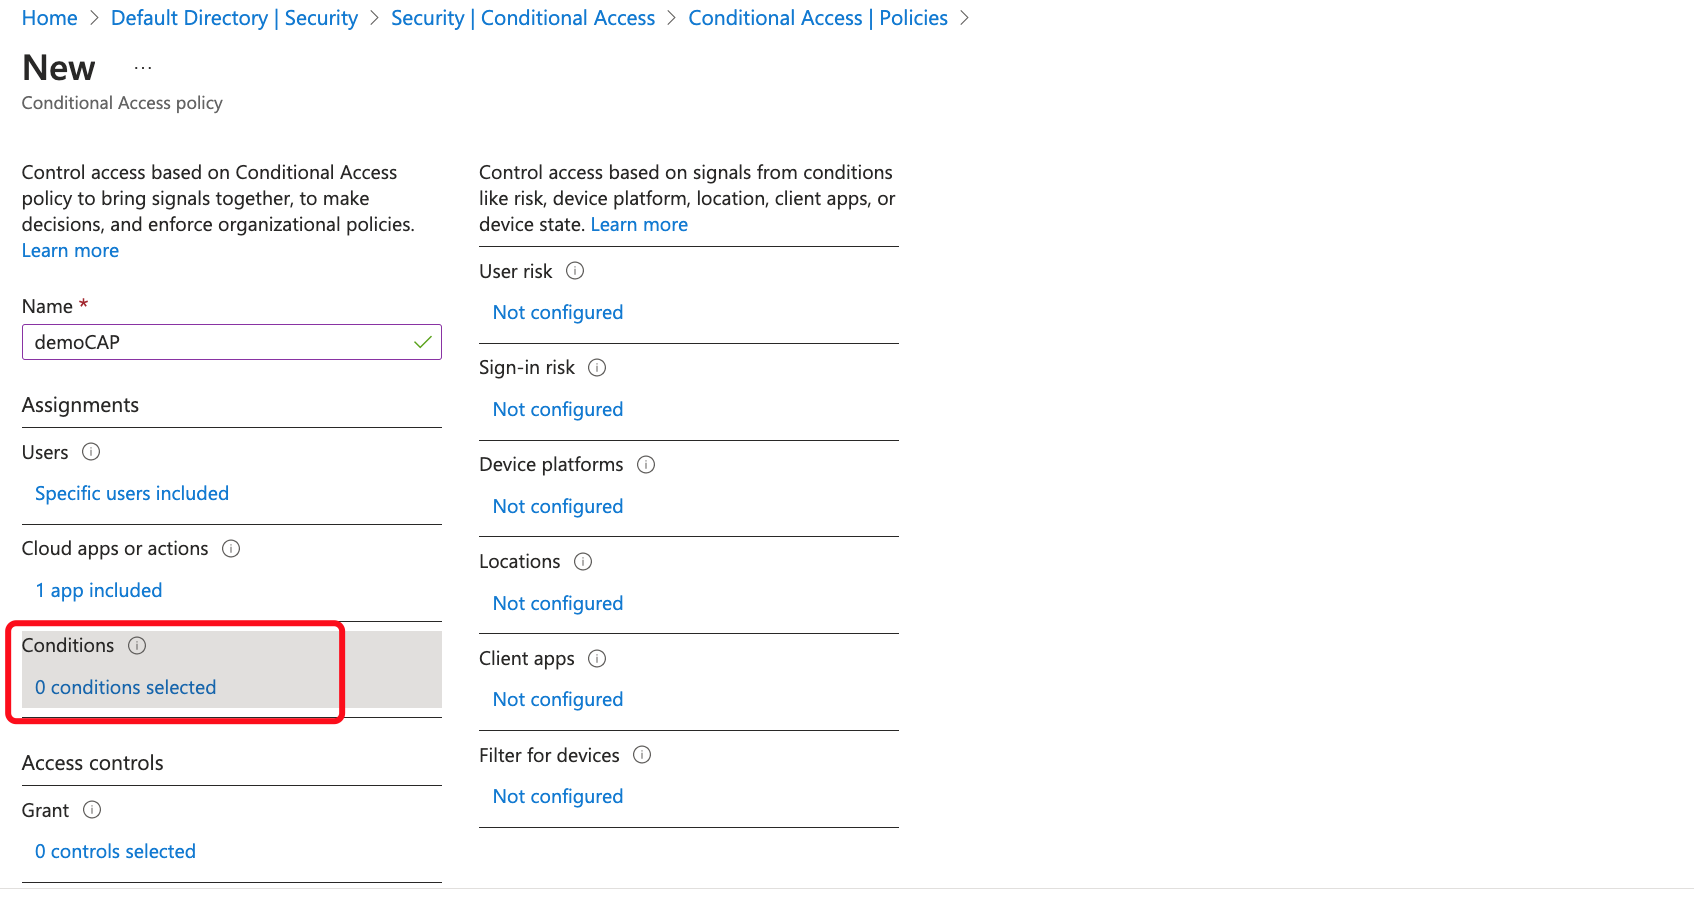 Home > Default Directory | Security > Security | Conditional Access > Conditional Access | Policies >
New ...
Conditional Access policy
Control access based on Conditional Access
policy to bring signals together, to make
decisions, and enforce organizational policies.
Learn more
Name *
demoCAP
Assignments
Users
Specific users included
Cloud apps or actions
1 app included
Conditions
0 conditions selected
Access controls
Grant
0 controls selected
Control access based on signals from conditions
like risk, device platform, location, client apps, or
device state. Learn more
User risk
Not configured
Sign-in risk
Not configured
Device platforms
Not configured
Locations
Not configured
Client apps
Not configured
Filter for devices
Not configured